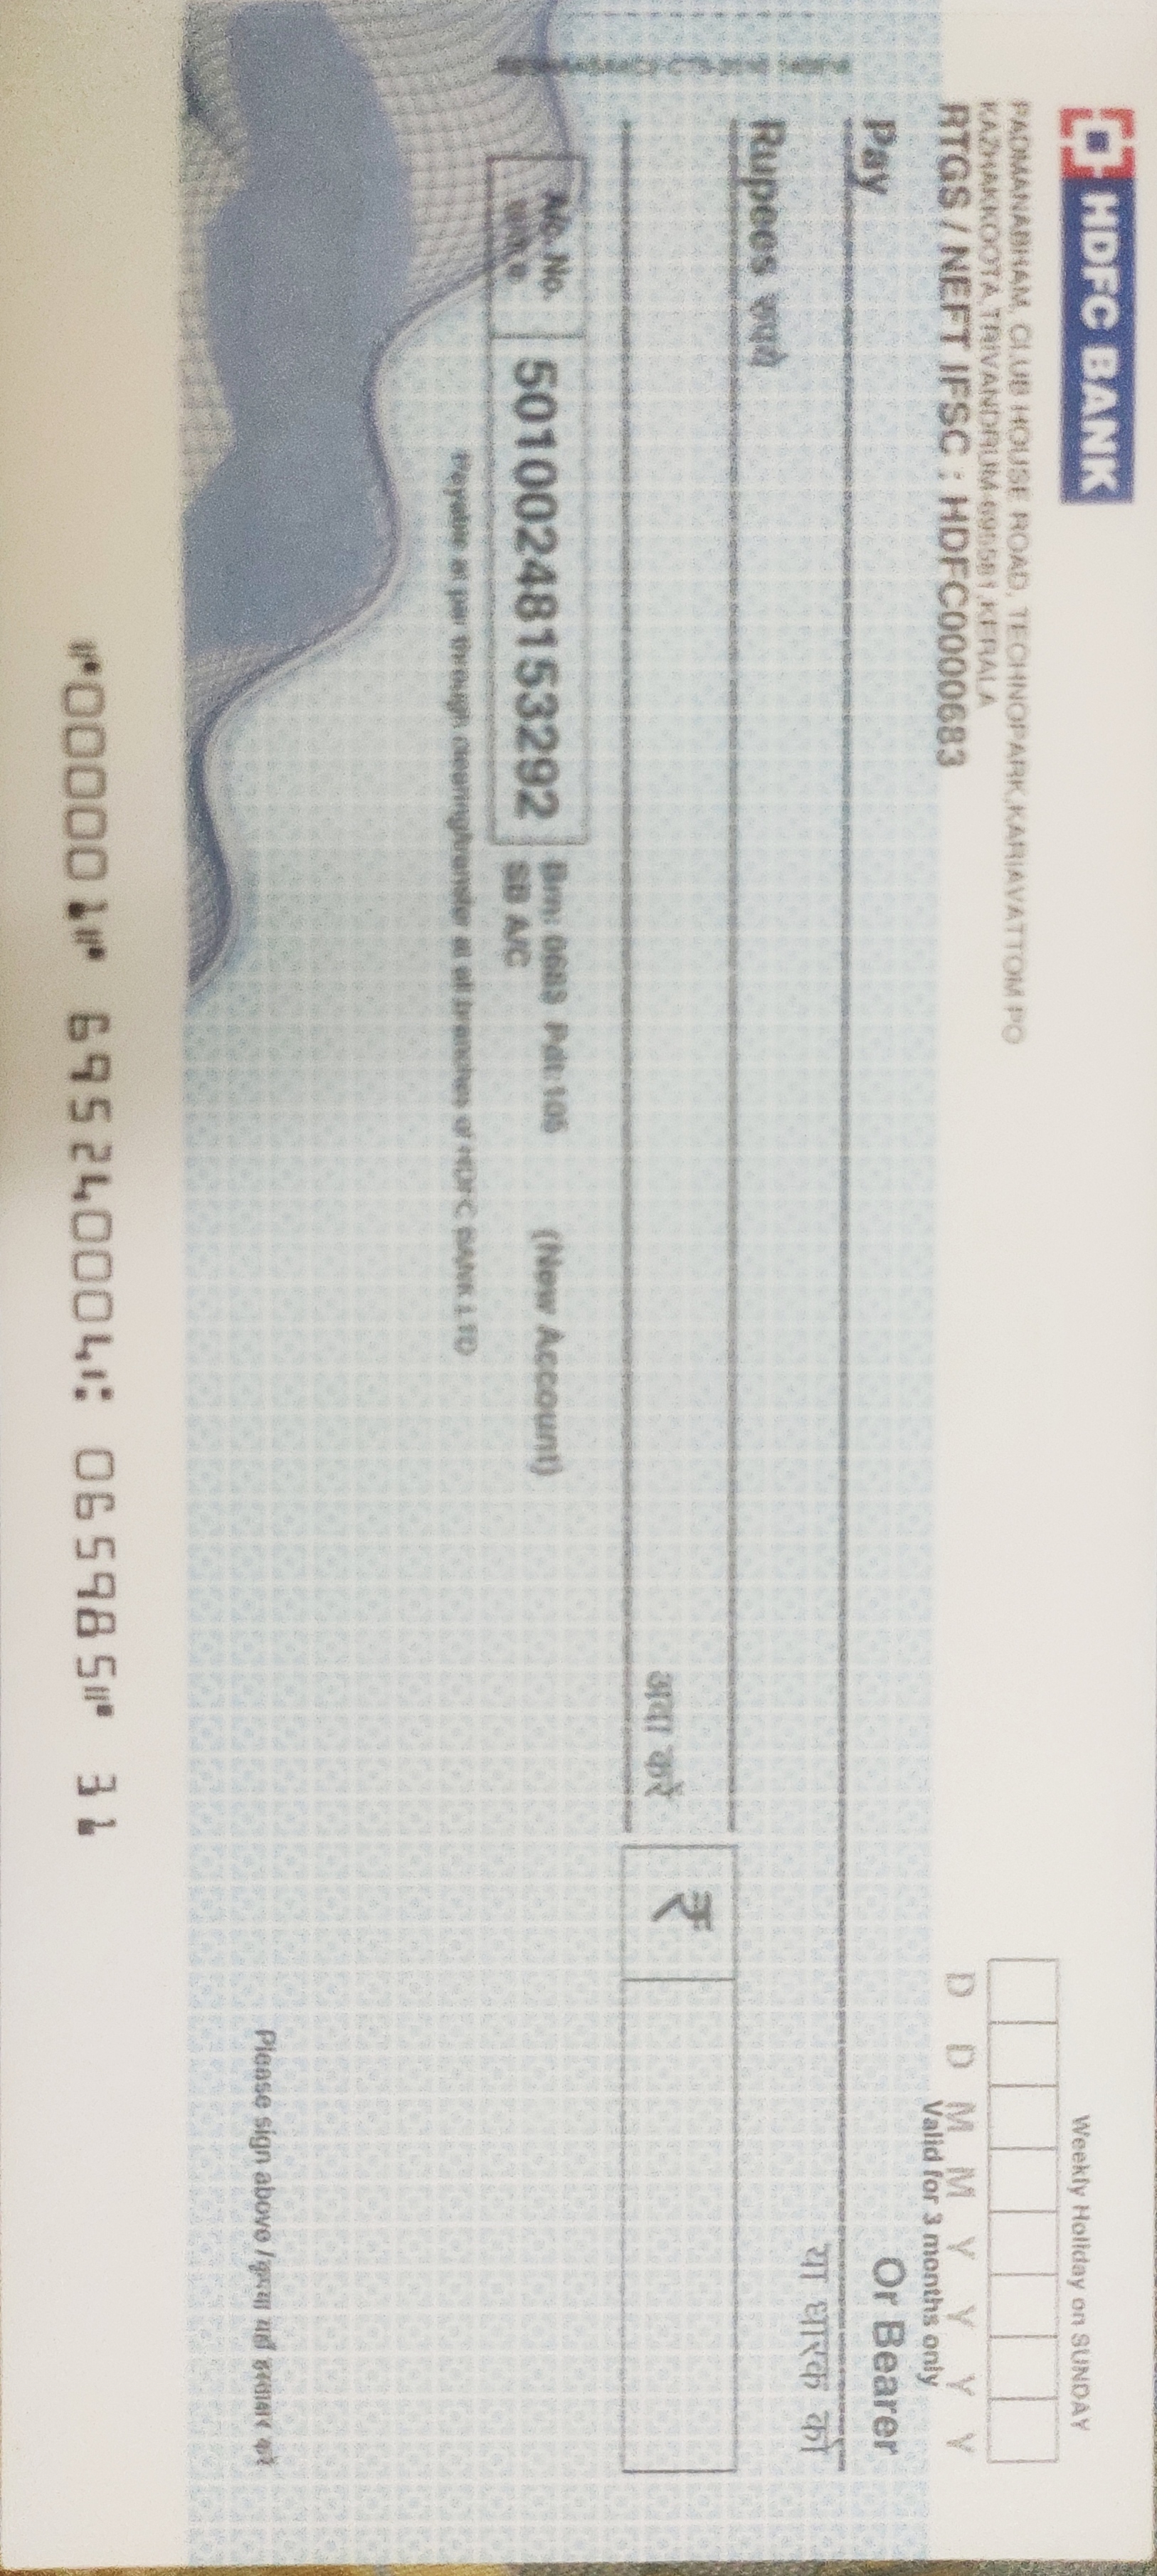 HDFC BANK
PADMANABHAM, CLUB HOUSE ROAD, TECHNOPARK,KARIAVATTOM PO
KAZHAKKOOTA,TRIVANDRUM-695581,KERALA
RTGS / NEFT IFSC : HDFC0000683
Weekly Holiday on SUNDAY
D D M M Y Y Y Y
Valid for 3 months only
Pay
Or Bearer
या धारक को
Rupees रुपये
अदा करें
₹
A/c. No.
50100248153292
Brn: 0683 Pdt: 105
SB A/C
(New Account)
Payable at par through clearing/transfer at all branches of HDFC BANK LTD
Please sign above / कृपया यहाँ हस्ताक्षर करें
⑈000001⑈ 695240004⑆ 065985⑈ 31